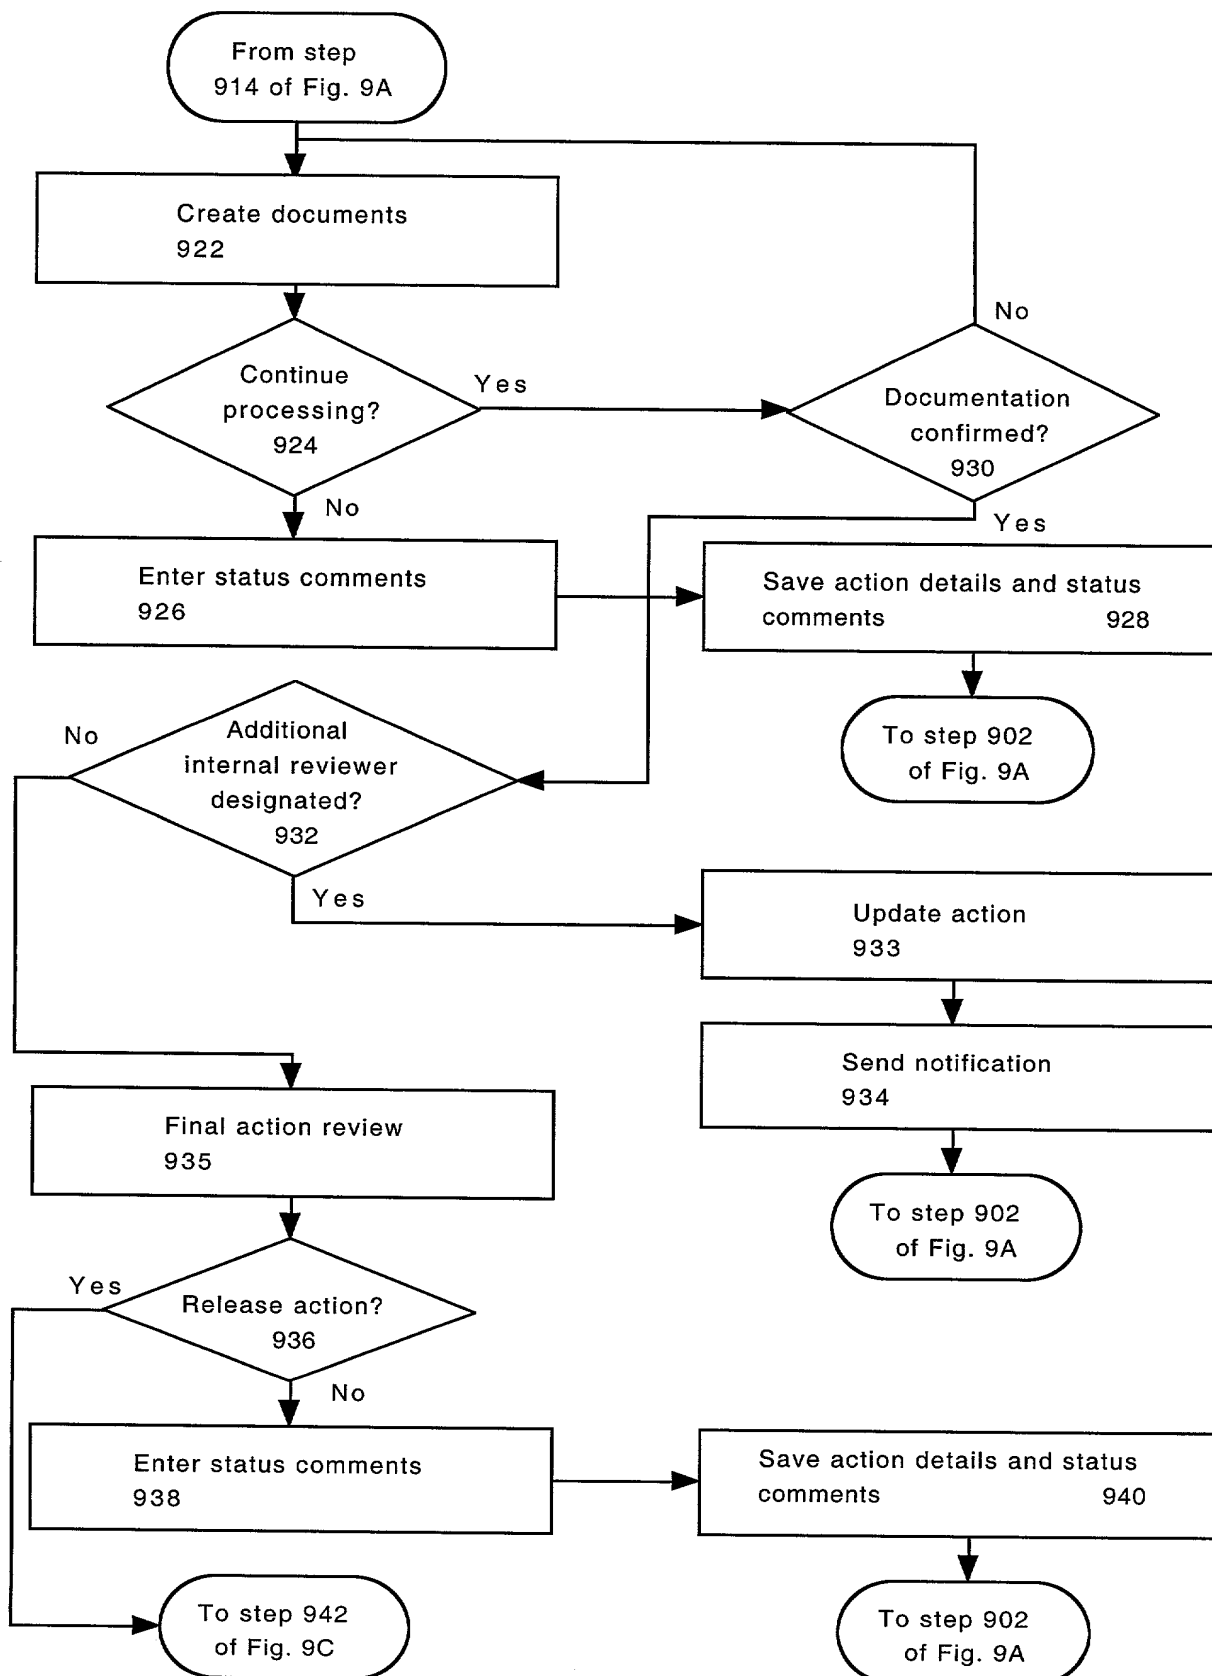 From step
914 of Fig. 9A
Create documents
922
No
Continue
processing?
924
Yes
Documentation
confirmed?
930
No
Yes
Enter status comments
926
Save action details and status
comments 928
No
Additional
internal reviewer
designated?
932
To step 902
of Fig. 9A
Yes
Update action
933
Send notification
934
Final action review
935
To step 902
of Fig. 9A
Yes
Release action?
936
No
Enter status comments
938
Save action details and status
comments 940
To step 942
of Fig. 9C
To step 902
of Fig. 9A